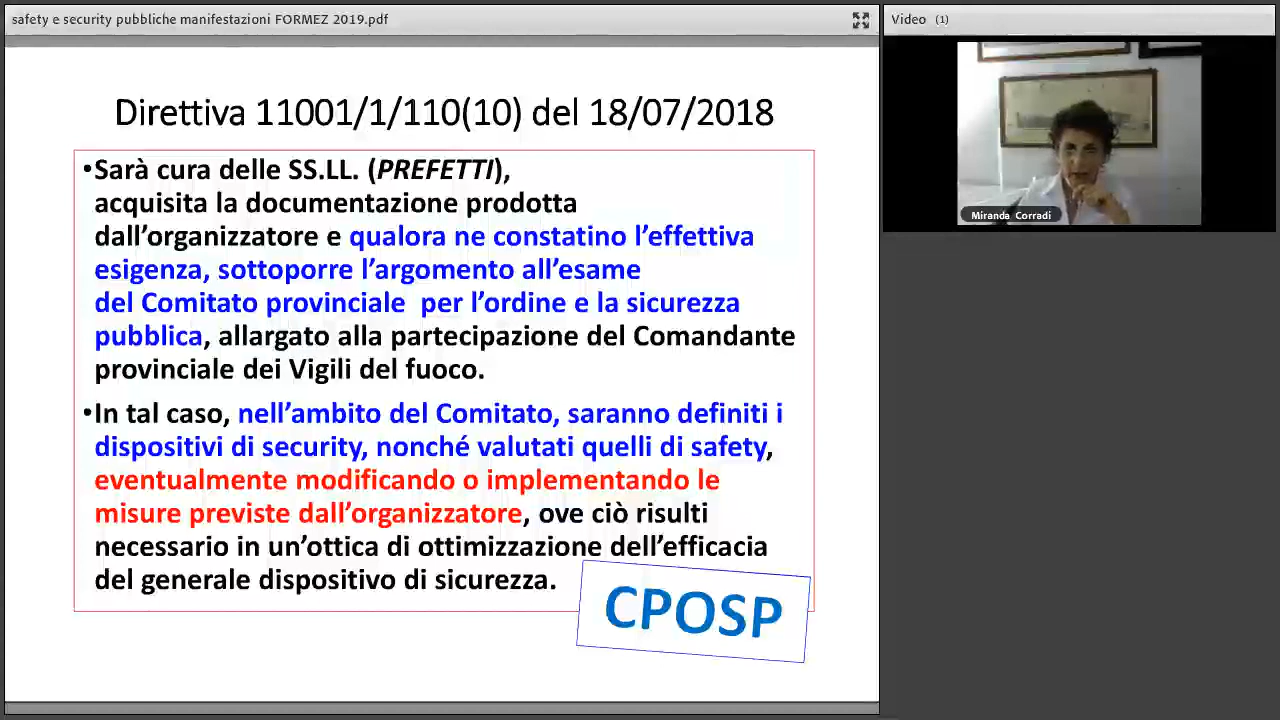 safety e security pubbliche manifestazioni FORMEZ 2019.pdf
Video (1)
Miranda Corradi
Direttiva 11001/1/110(10) del 18/07/2018
•Sarà cura delle SS.LL. (PREFETTI),
acquisita la documentazione prodotta
dall’organizzatore e qualora ne constatino l’effettiva
esigenza, sottoporre l’argomento all’esame
del Comitato provinciale per l’ordine e la sicurezza
pubblica, allargato alla partecipazione del Comandante
provinciale dei Vigili del fuoco.
•In tal caso, nell’ambito del Comitato, saranno definiti i
dispositivi di security, nonché valutati quelli di safety,
eventualmente modificando o implementando le
misure previste dall’organizzatore, ove ciò risulti
necessario in un’ottica di ottimizzazione dell’efficacia
del generale dispositivo di sicurezza.
CPOSP